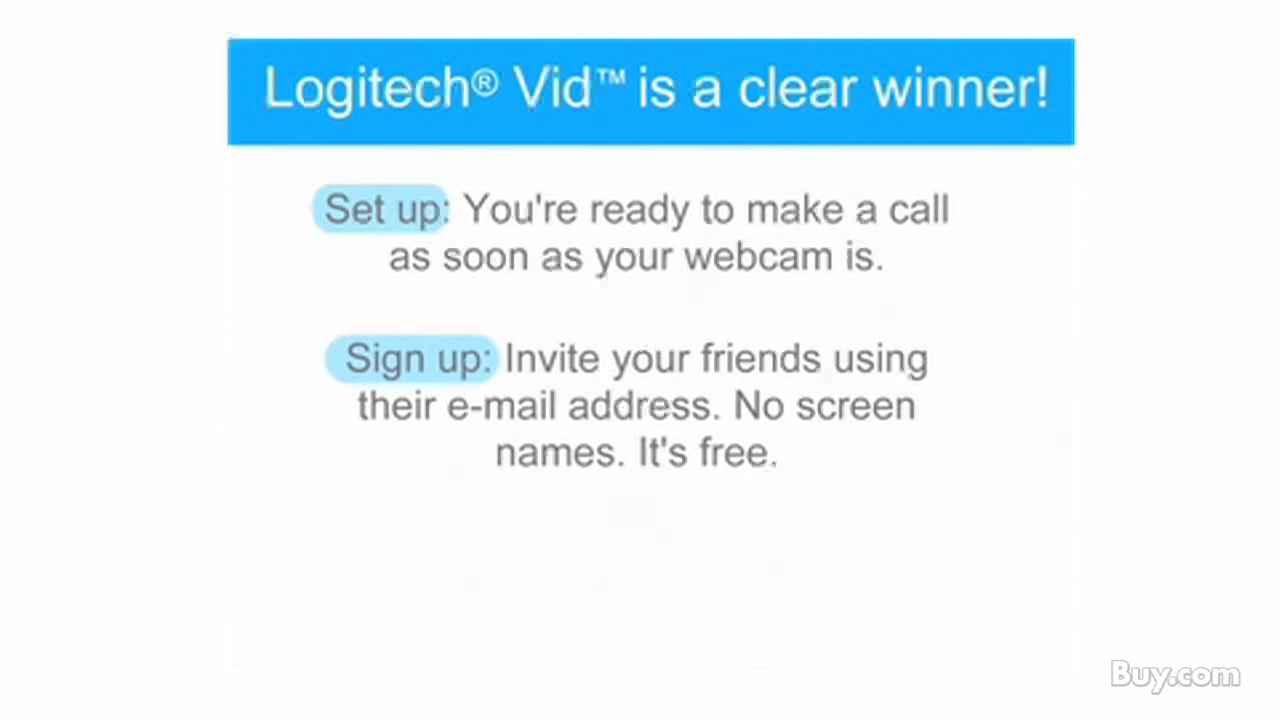 Logitech® Vid™ is a clear winner!
Set up: You're ready to make a call
as soon as your webcam is.
Sign up: Invite your friends using
their e-mail address. No screen
names. It's free.
Buy.com